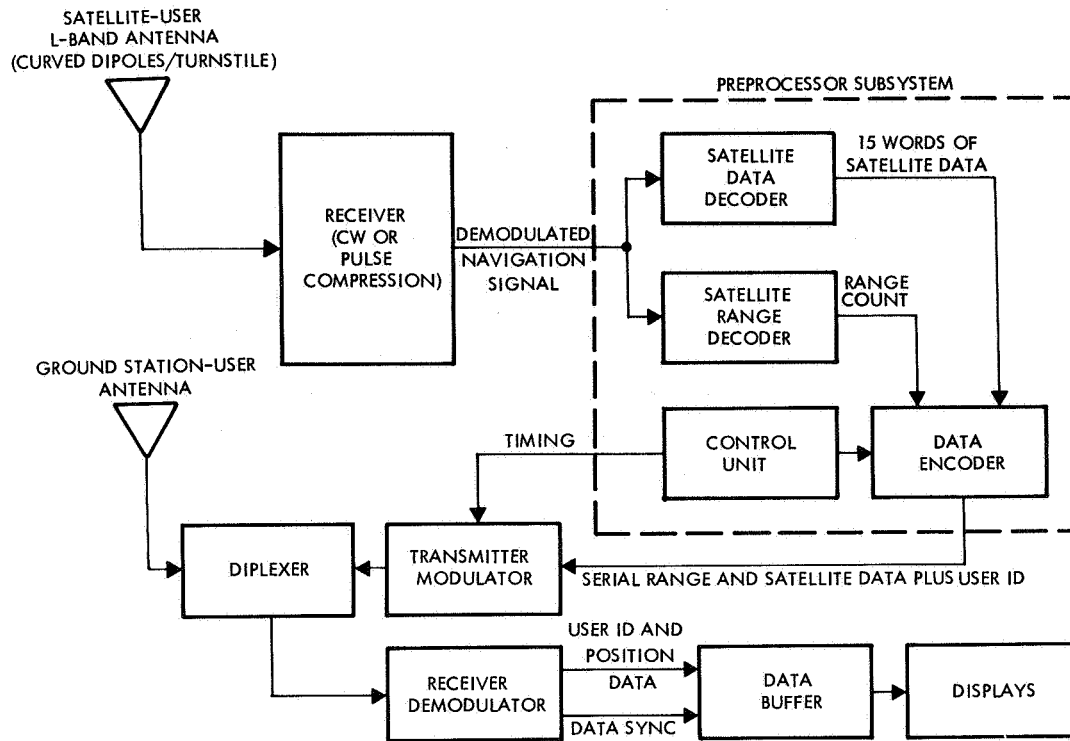 SATELLITE-USER
L-BAND ANTENNA
(CURVED DIPOLES/TURNSTILE)
PREPROCESSOR SUBSYSTEM
RECEIVER
(CW OR
PULSE
COMPRESSION)
DEMODULATED
NAVIGATION
SIGNAL
SATELLITE
DATA
DECODER
15 WORDS OF
SATELLITE DATA
SATELLITE
RANGE
DECODER
RANGE
COUNT
GROUND STATION-USER
ANTENNA
TIMING
CONTROL
UNIT
DATA
ENCODER
DIPLEXER
TRANSMITTER
MODULATOR
SERIAL RANGE AND SATELLITE DATA PLUS USER ID
RECEIVER
DEMODULATOR
USER ID AND
POSITION
DATA
DATA SYNC
DATA
BUFFER
DISPLAYS